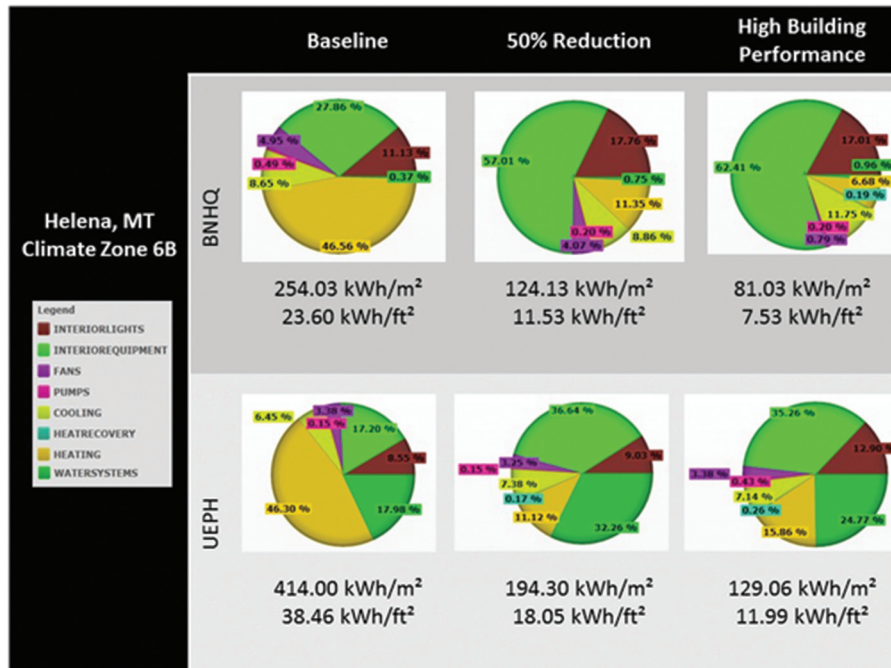 Baseline
50% Reduction
High Building
Performance
Helena, MT
Climate Zone 6B
Legend
INTERIORLIGHTS
INTERIOREQUIPMENT
FANS
PUMPS
COOLING
HEATRECOVERY
HEATING
WATERSYSTEMS
BNHQ
27.86 %
4.95 %
11.13 %
0.49 %
0.37 %
8.65 %
46.56 %
254.03 kWh/m²
23.60 kWh/ft²
17.76 %
57.01 %
0.75 %
11.35 %
0.20 %
8.86 %
4.07 %
124.13 kWh/m²
11.53 kWh/ft²
17.01 %
62.41 %
0.96 %
6.68 %
0.19 %
11.75 %
0.20 %
0.79 %
81.03 kWh/m²
7.53 kWh/ft²
UEPH
6.45 %
3.38 %
0.15 %
17.20 %
8.55 %
46.30 %
17.98 %
414.00 kWh/m²
38.46 kWh/ft²
36.64 %
9.03 %
3.25 %
0.15 %
7.38 %
0.17 %
11.12 %
32.26 %
194.30 kWh/m²
18.05 kWh/ft²
35.26 %
12.90 %
3.38 %
0.43 %
7.14 %
0.26 %
24.77 %
15.86 %
129.06 kWh/m²
11.99 kWh/ft²